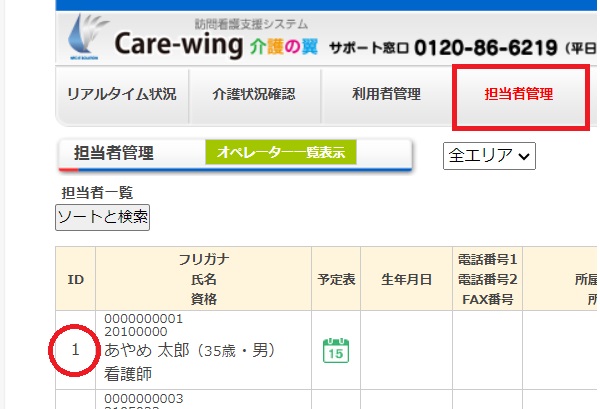 訪問看護支援システム
Care-wing 介護の翼 サポート窓口 0120-86-6219 (平日
リアルタイム状況 介護状況確認 利用者管理 担当者管理
担当者管理 オペレーター一覧表示 全エリア
担当者一覧
ソートと検索
ID フリガナ 氏名 資格 予定表 生年月日 電話番号1 電話番号2 FAX番号 所属
0000000001
20100000
1 あやめ 太郎（35歳・男） 15
看護師
0000000003